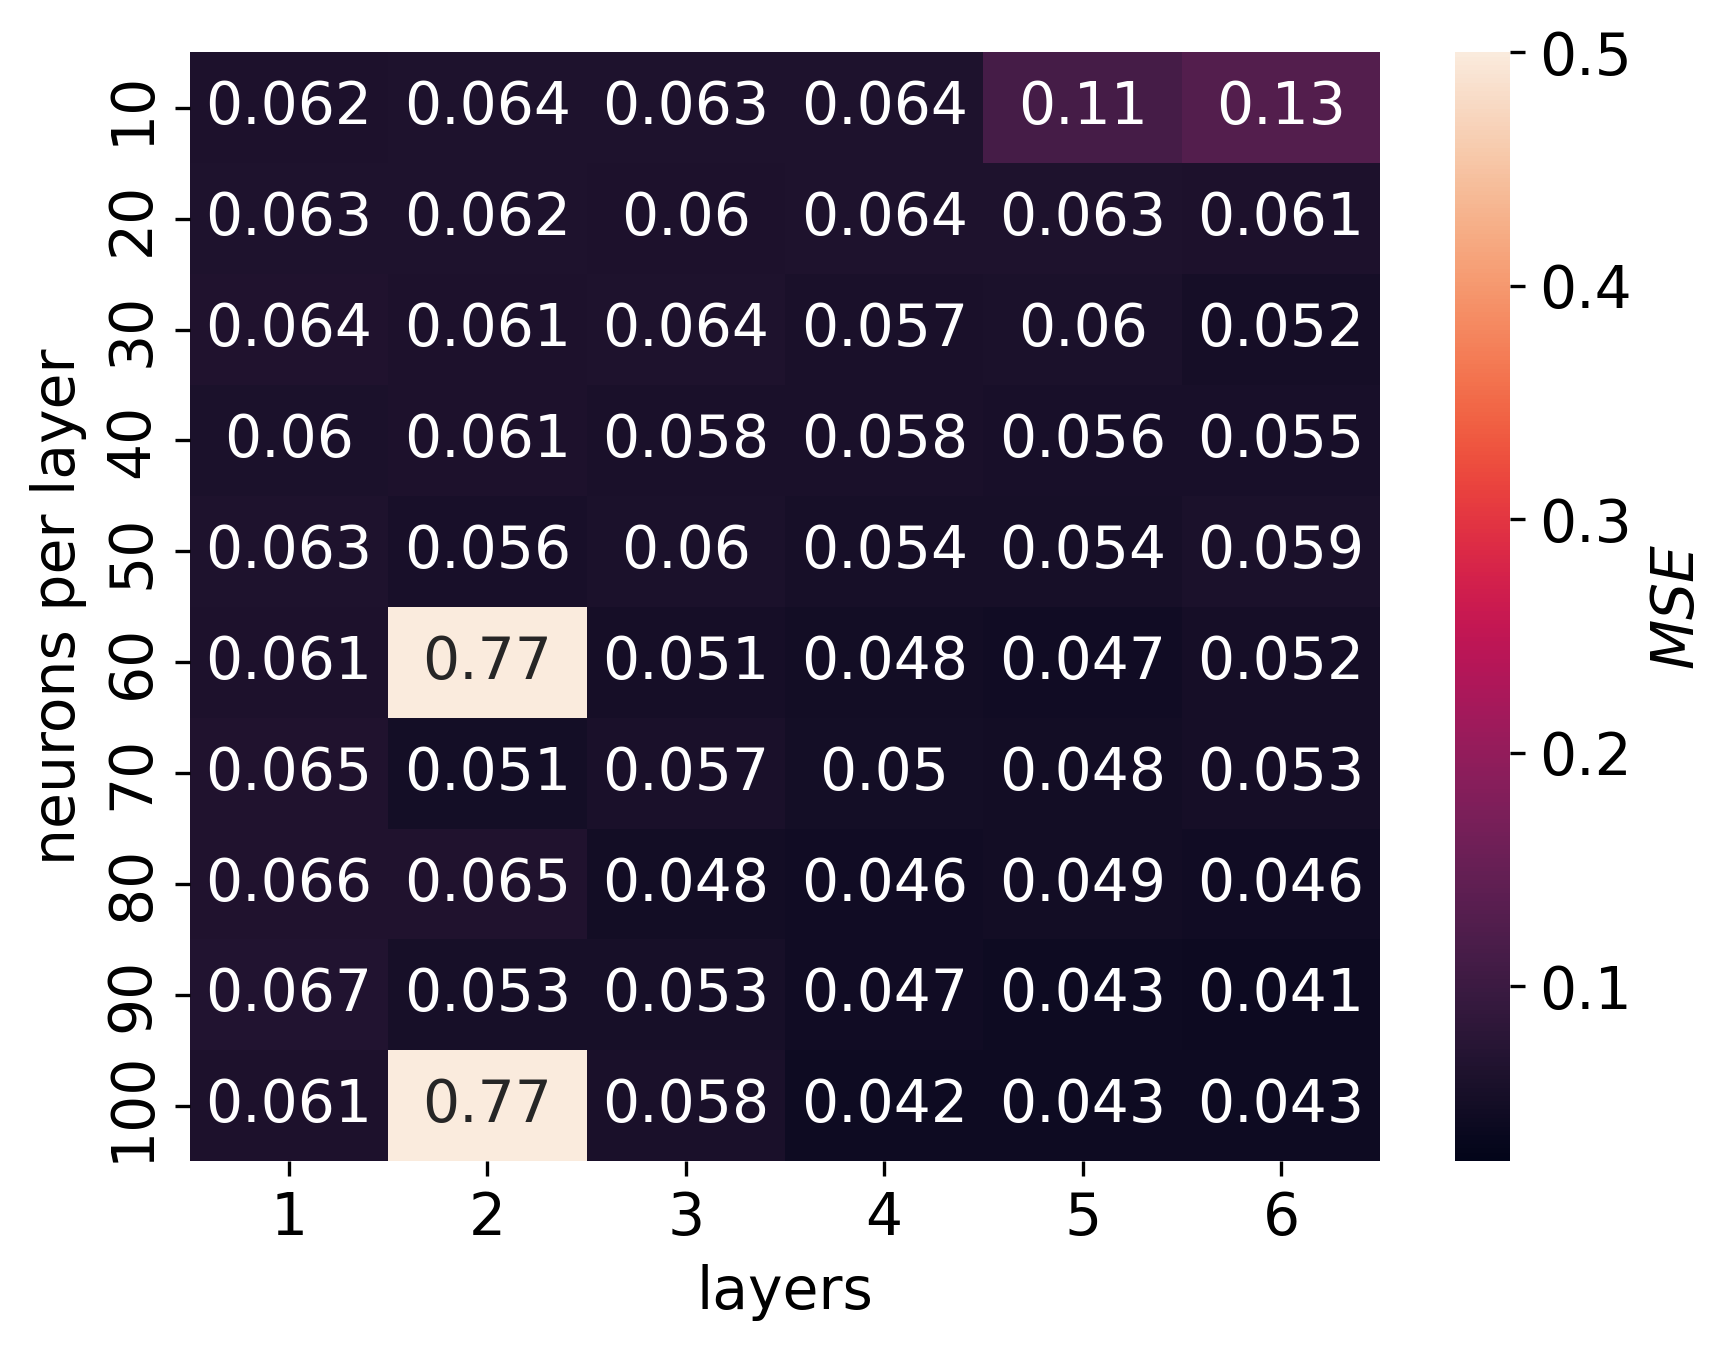 10 0.062 0.064 0.063 0.064 0.11 0.13
20 0.063 0.062 0.06 0.064 0.063 0.061
30 0.064 0.061 0.064 0.057 0.06 0.052
40 0.06 0.061 0.058 0.058 0.056 0.055
50 0.063 0.056 0.06 0.054 0.054 0.059
60 0.061 0.77 0.051 0.048 0.047 0.052
70 0.065 0.051 0.057 0.05 0.048 0.053
80 0.066 0.065 0.048 0.046 0.049 0.046
90 0.067 0.053 0.053 0.047 0.043 0.041
100 0.061 0.77 0.058 0.042 0.043 0.043
1 2 3 4 5 6
layers
neurons per layer
0.5
0.4
0.3
0.2
0.1
MSE